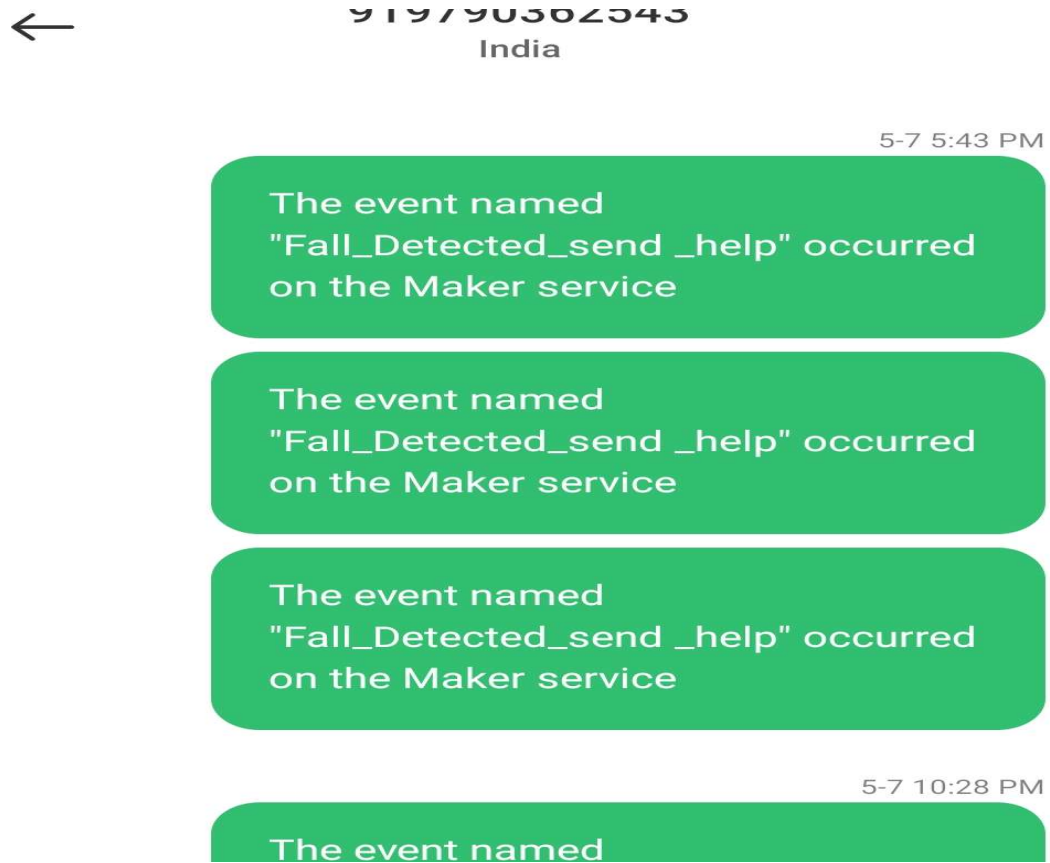 919790362543
India
5-7 5:43 PM
The event named
"Fall_Detected_send _help" occurred
on the Maker service
The event named
"Fall_Detected_send _help" occurred
on the Maker service
The event named
"Fall_Detected_send _help" occurred
on the Maker service
5-7 10:28 PM
The event named